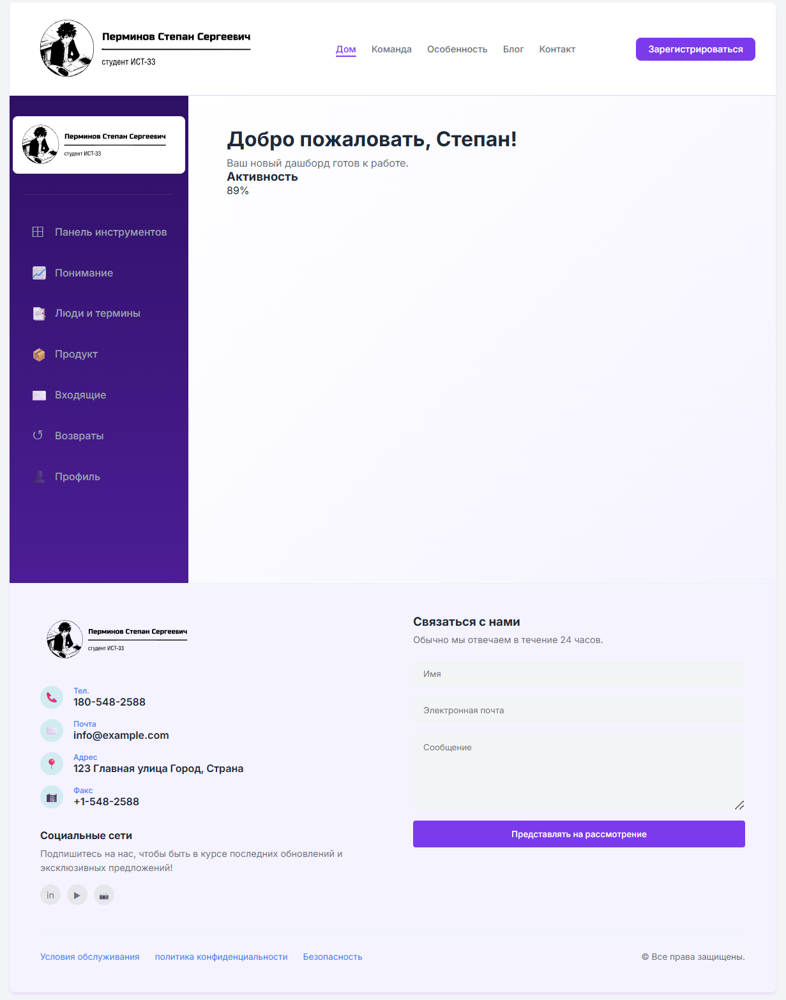 Перминов Степан Сергеевич
студент ИСТ-33
Дом Команда Особенность Блог Контакт
Зарегистрироваться
Перминов Степан Сергеевич
студент ИСТ-33
Панель инструментов
Понимание
Люди и термины
Продукт
Входящие
Возвраты
Профиль
Добро пожаловать, Степан!
Ваш новый дашборд готов к работе.
Активность
89%
Перминов Степан Сергеевич
студент ИСТ-33
Тел.
180-548-2588
Почта
info@example.com
Адрес
123 Главная улица Город, Страна
Факс
+1-548-2588
Социальные сети
Подпишитесь на нас, чтобы быть в курсе последних обновлений и
эксклюзивных предложений!
in
Связаться с нами
Обычно мы отвечаем в течение 24 часов.
Имя
Электронная почта
Сообщение
Представлять на рассмотрение
Условия обслуживания политика конфиденциальности Безопасность
© Все права защищены.